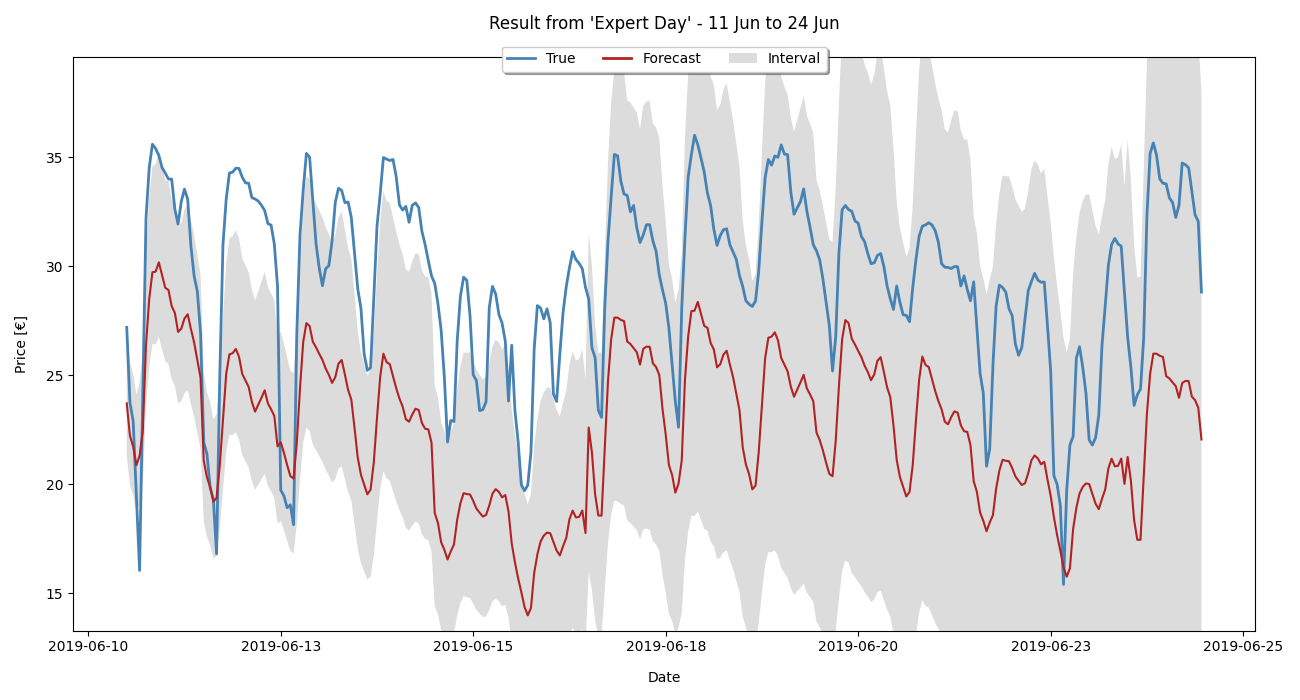 Result from 'Expert Day' - 11 Jun to 24 Jun
True Forecast Interval
35
30
25
20
15
Price [€]
2019-06-10 2019-06-13 2019-06-15 2019-06-18 2019-06-20 2019-06-23 2019-06-25
Date